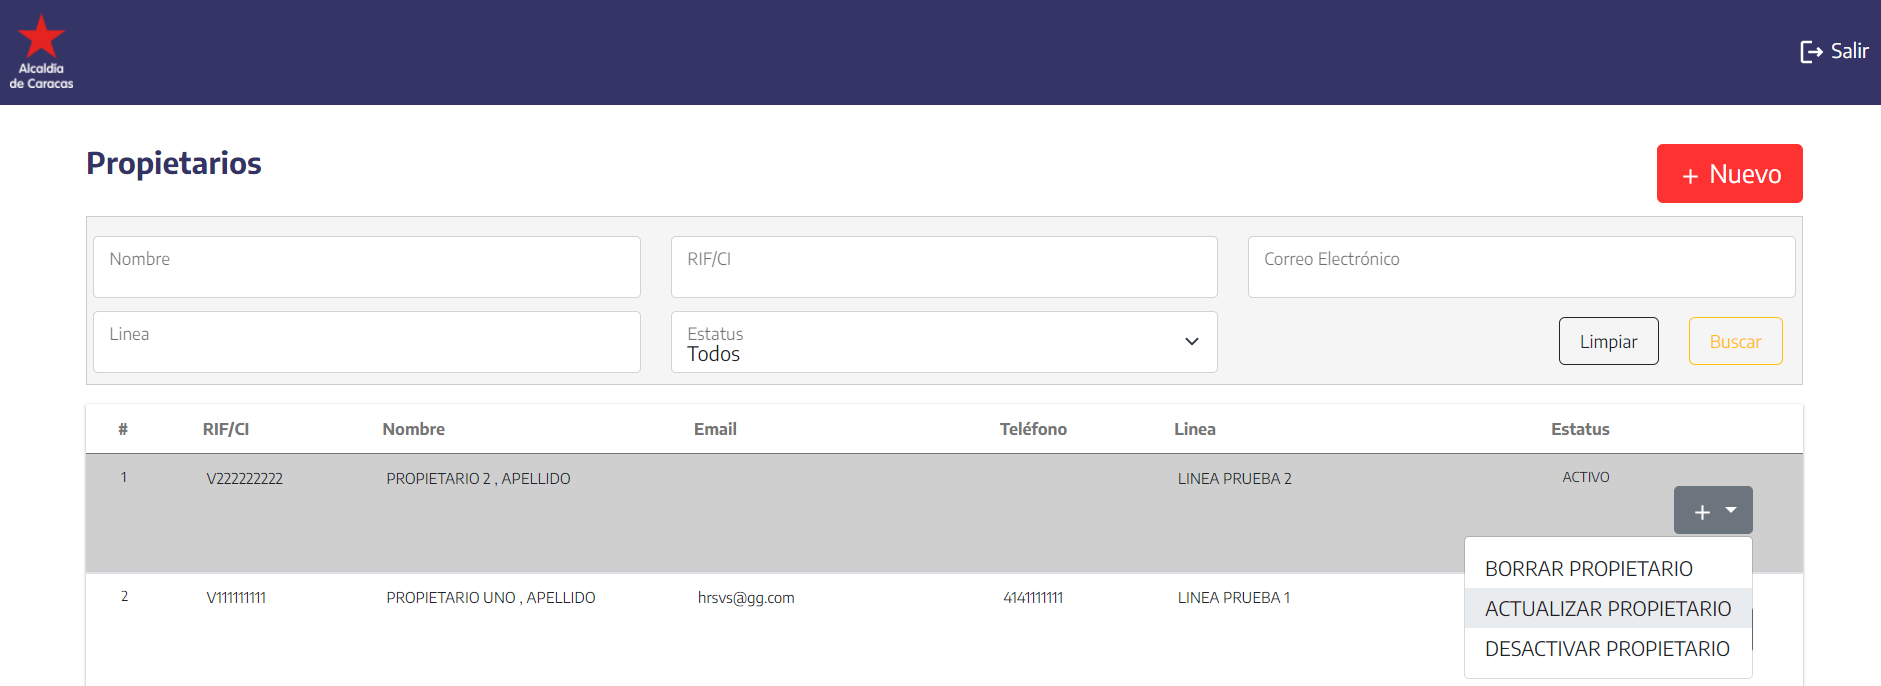 Alcaldía
de Caracas
Salir
Propietarios
+ Nuevo
Nombre
RIF/CI
Correo Electrónico
Linea
Estatus
Todos
Limpiar
Buscar
# RIF/CI Nombre Email Teléfono Linea Estatus
1 V222222222 PROPIETARIO 2 , APELLIDO LINEA PRUEBA 2 ACTIVO
+
BORRAR PROPIETARIO
2 V111111111 PROPIETARIO UNO , APELLIDO hrsvs@gg.com 4141111111 LINEA PRUEBA 1
ACTUALIZAR PROPIETARIO
DESACTIVAR PROPIETARIO